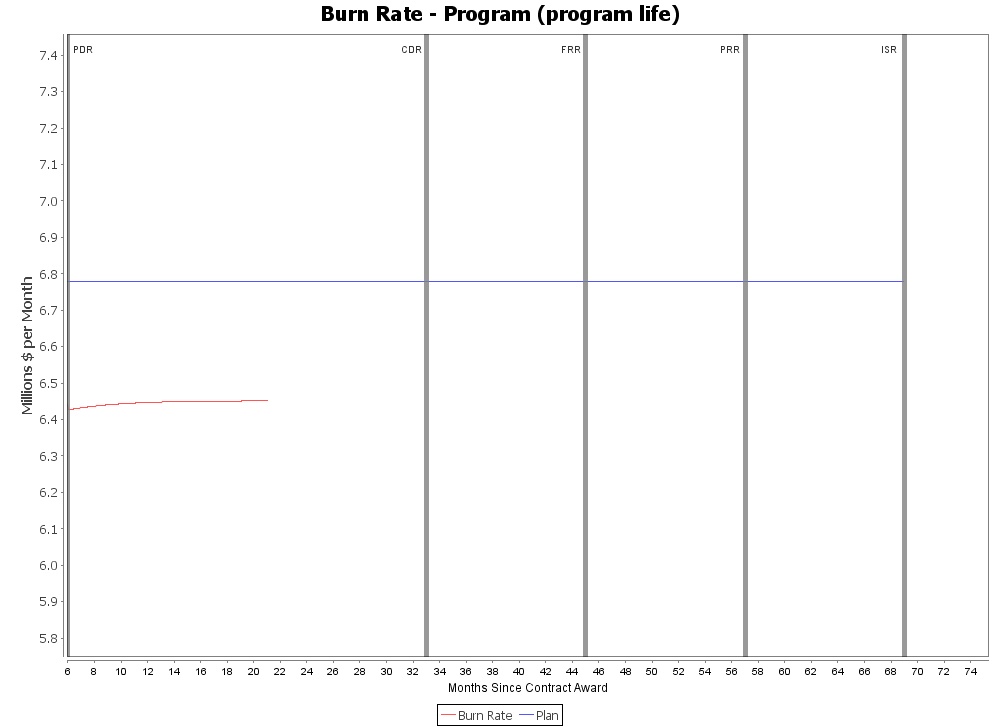 Burn Rate - Program (program life)
PDR CDR FRR PRR ISR
7.4
7.3
7.2
7.1
7.0
6.9
6.8
6.7
6.6
6.5
6.4
6.3
6.2
6.1
6.0
5.9
5.8
Millions $ per Month
6 8 10 12 14 16 18 20 22 24 26 28 30 32 34 36 38 40 42 44 46 48 50 52 54 56 58 60 62 64 66 68 70 72 74
Months Since Contract Award
Burn Rate Plan